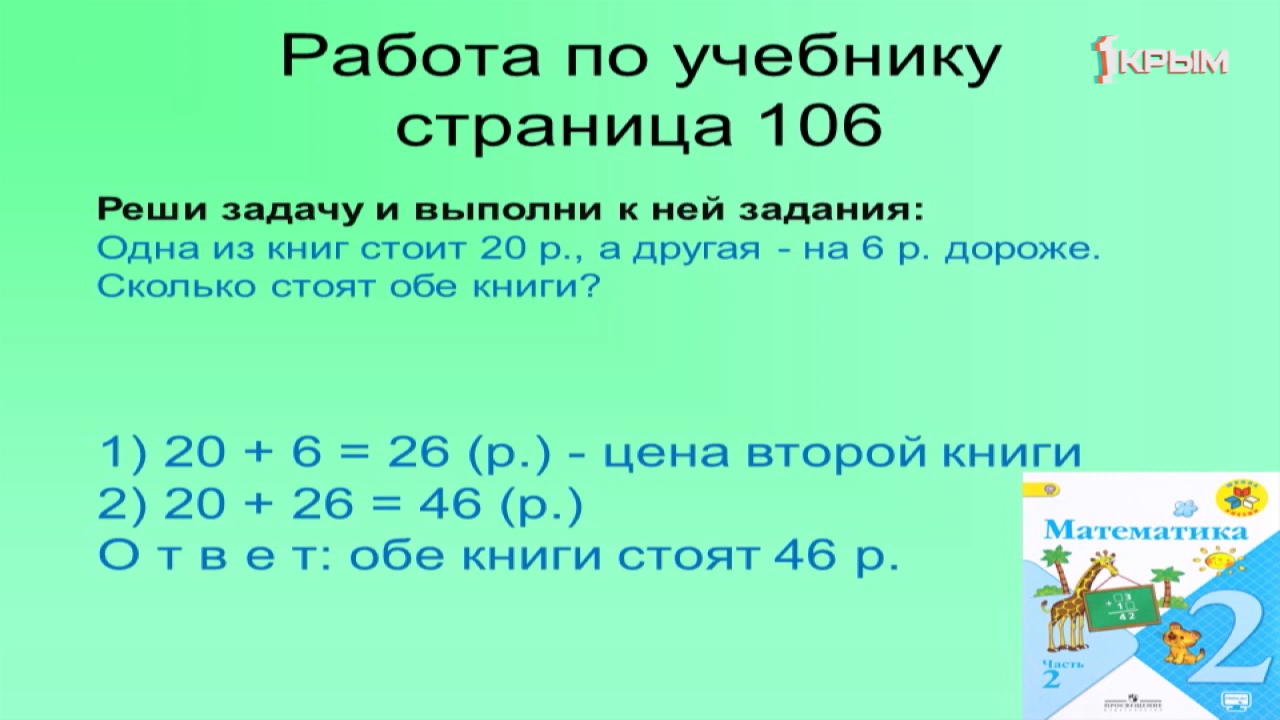 Работа по учебнику
страница 106
1КРЫМ
Реши задачу и выполни к ней задания:
Одна из книг стоит 20 р., а другая - на 6 р. дороже.
Сколько стоят обе книги?
1) 20 + 6 = 26 (р.) - цена второй книги
2) 20 + 26 = 46 (р.)
О т в е т: обе книги стоят 46 р.
Математика
2
Часть
2
ПРОСВЕЩЕНИЕ